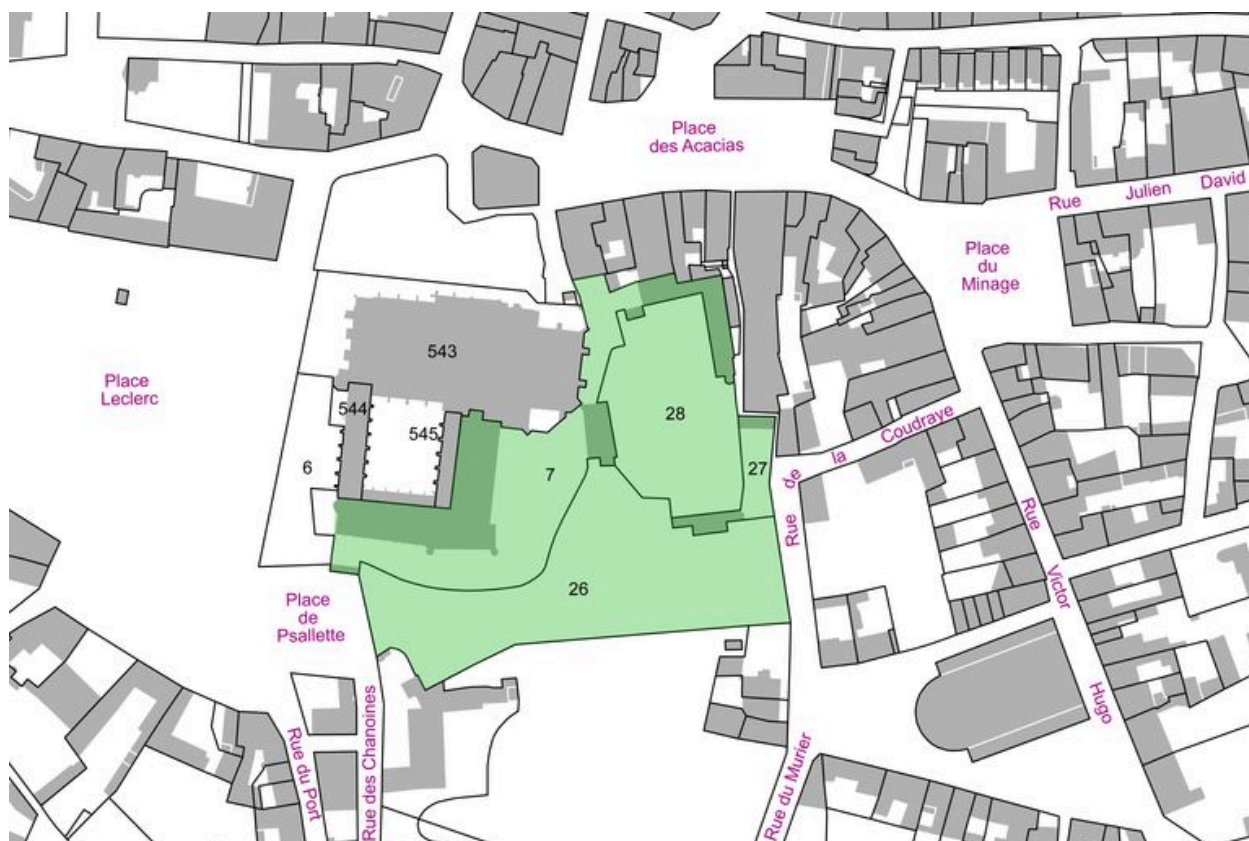 Place
des Acacias
Rue Julien David
Place
du
Minage
543
Place
Leclerc
544
545
6
7
28
27
Rue de la Coudraye
26
Rue Victor Hugo
Place
de
Psallette
Rue du Port
Rue des Chanoines
Rue du Murier